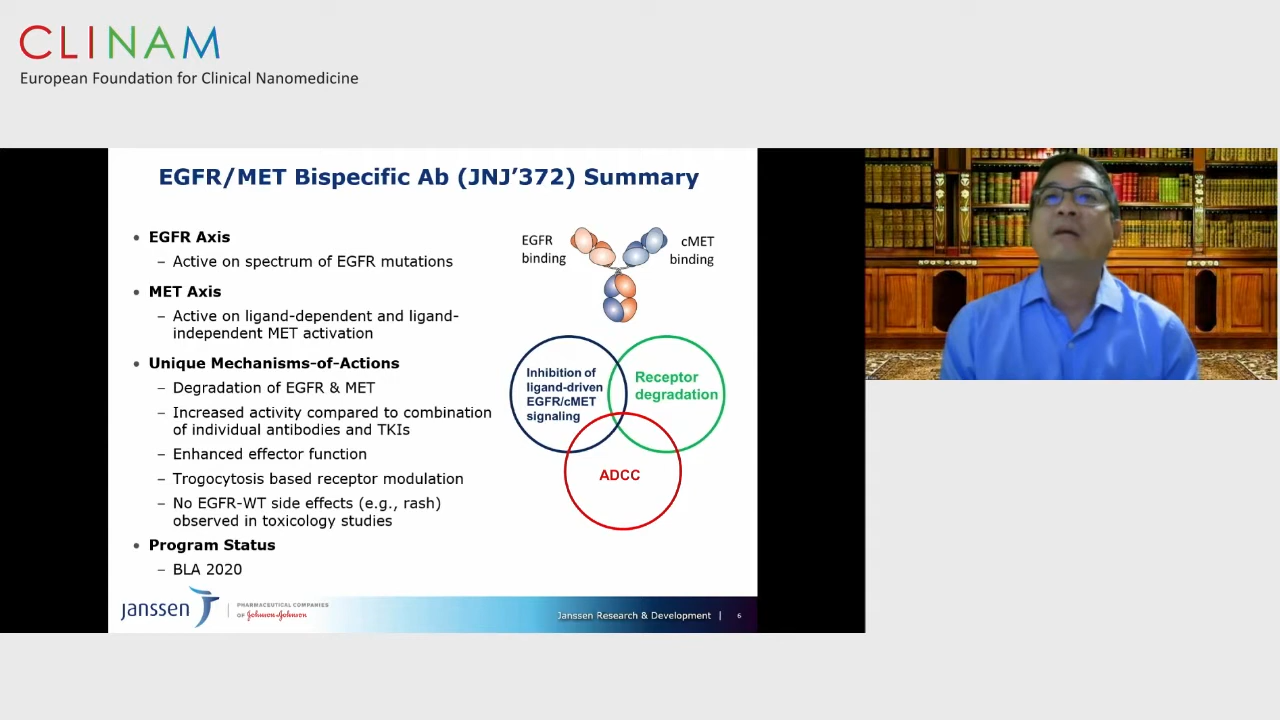 CLINAM
European Foundation for Clinical Nanomedicine
EGFR/MET Bispecific Ab (JNJ’372) Summary
• EGFR Axis
– Active on spectrum of EGFR mutations
• MET Axis
– Active on ligand-dependent and ligand-
independent MET activation
• Unique Mechanisms-of-Actions
– Degradation of EGFR & MET
– Increased activity compared to combination
of individual antibodies and TKIs
– Enhanced effector function
– Trogocytosis based receptor modulation
– No EGFR-WT side effects (e.g., rash)
observed in toxicology studies
• Program Status
– BLA 2020
EGFR
binding
cMET
binding
Inhibition of
ligand-driven
EGFR/cMET
signaling
Receptor
degradation
ADCC
janssen
PHARMACEUTICAL COMPANIES
OF Johnson & Johnson
Janssen Research & Development | 6